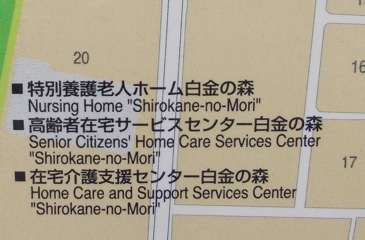 20
■ 特別養護老人ホーム白金の森
Nursing Home "Shirokane-no-Mori"
■ 高齢者在宅サービスセンター白金の森
Senior Citizens' Home Care Services Center
"Shirokane-no-Mori"
■ 在宅介護支援センター白金の森
Home Care and Support Services Center
"Shirokane-no-Mori"
16
17